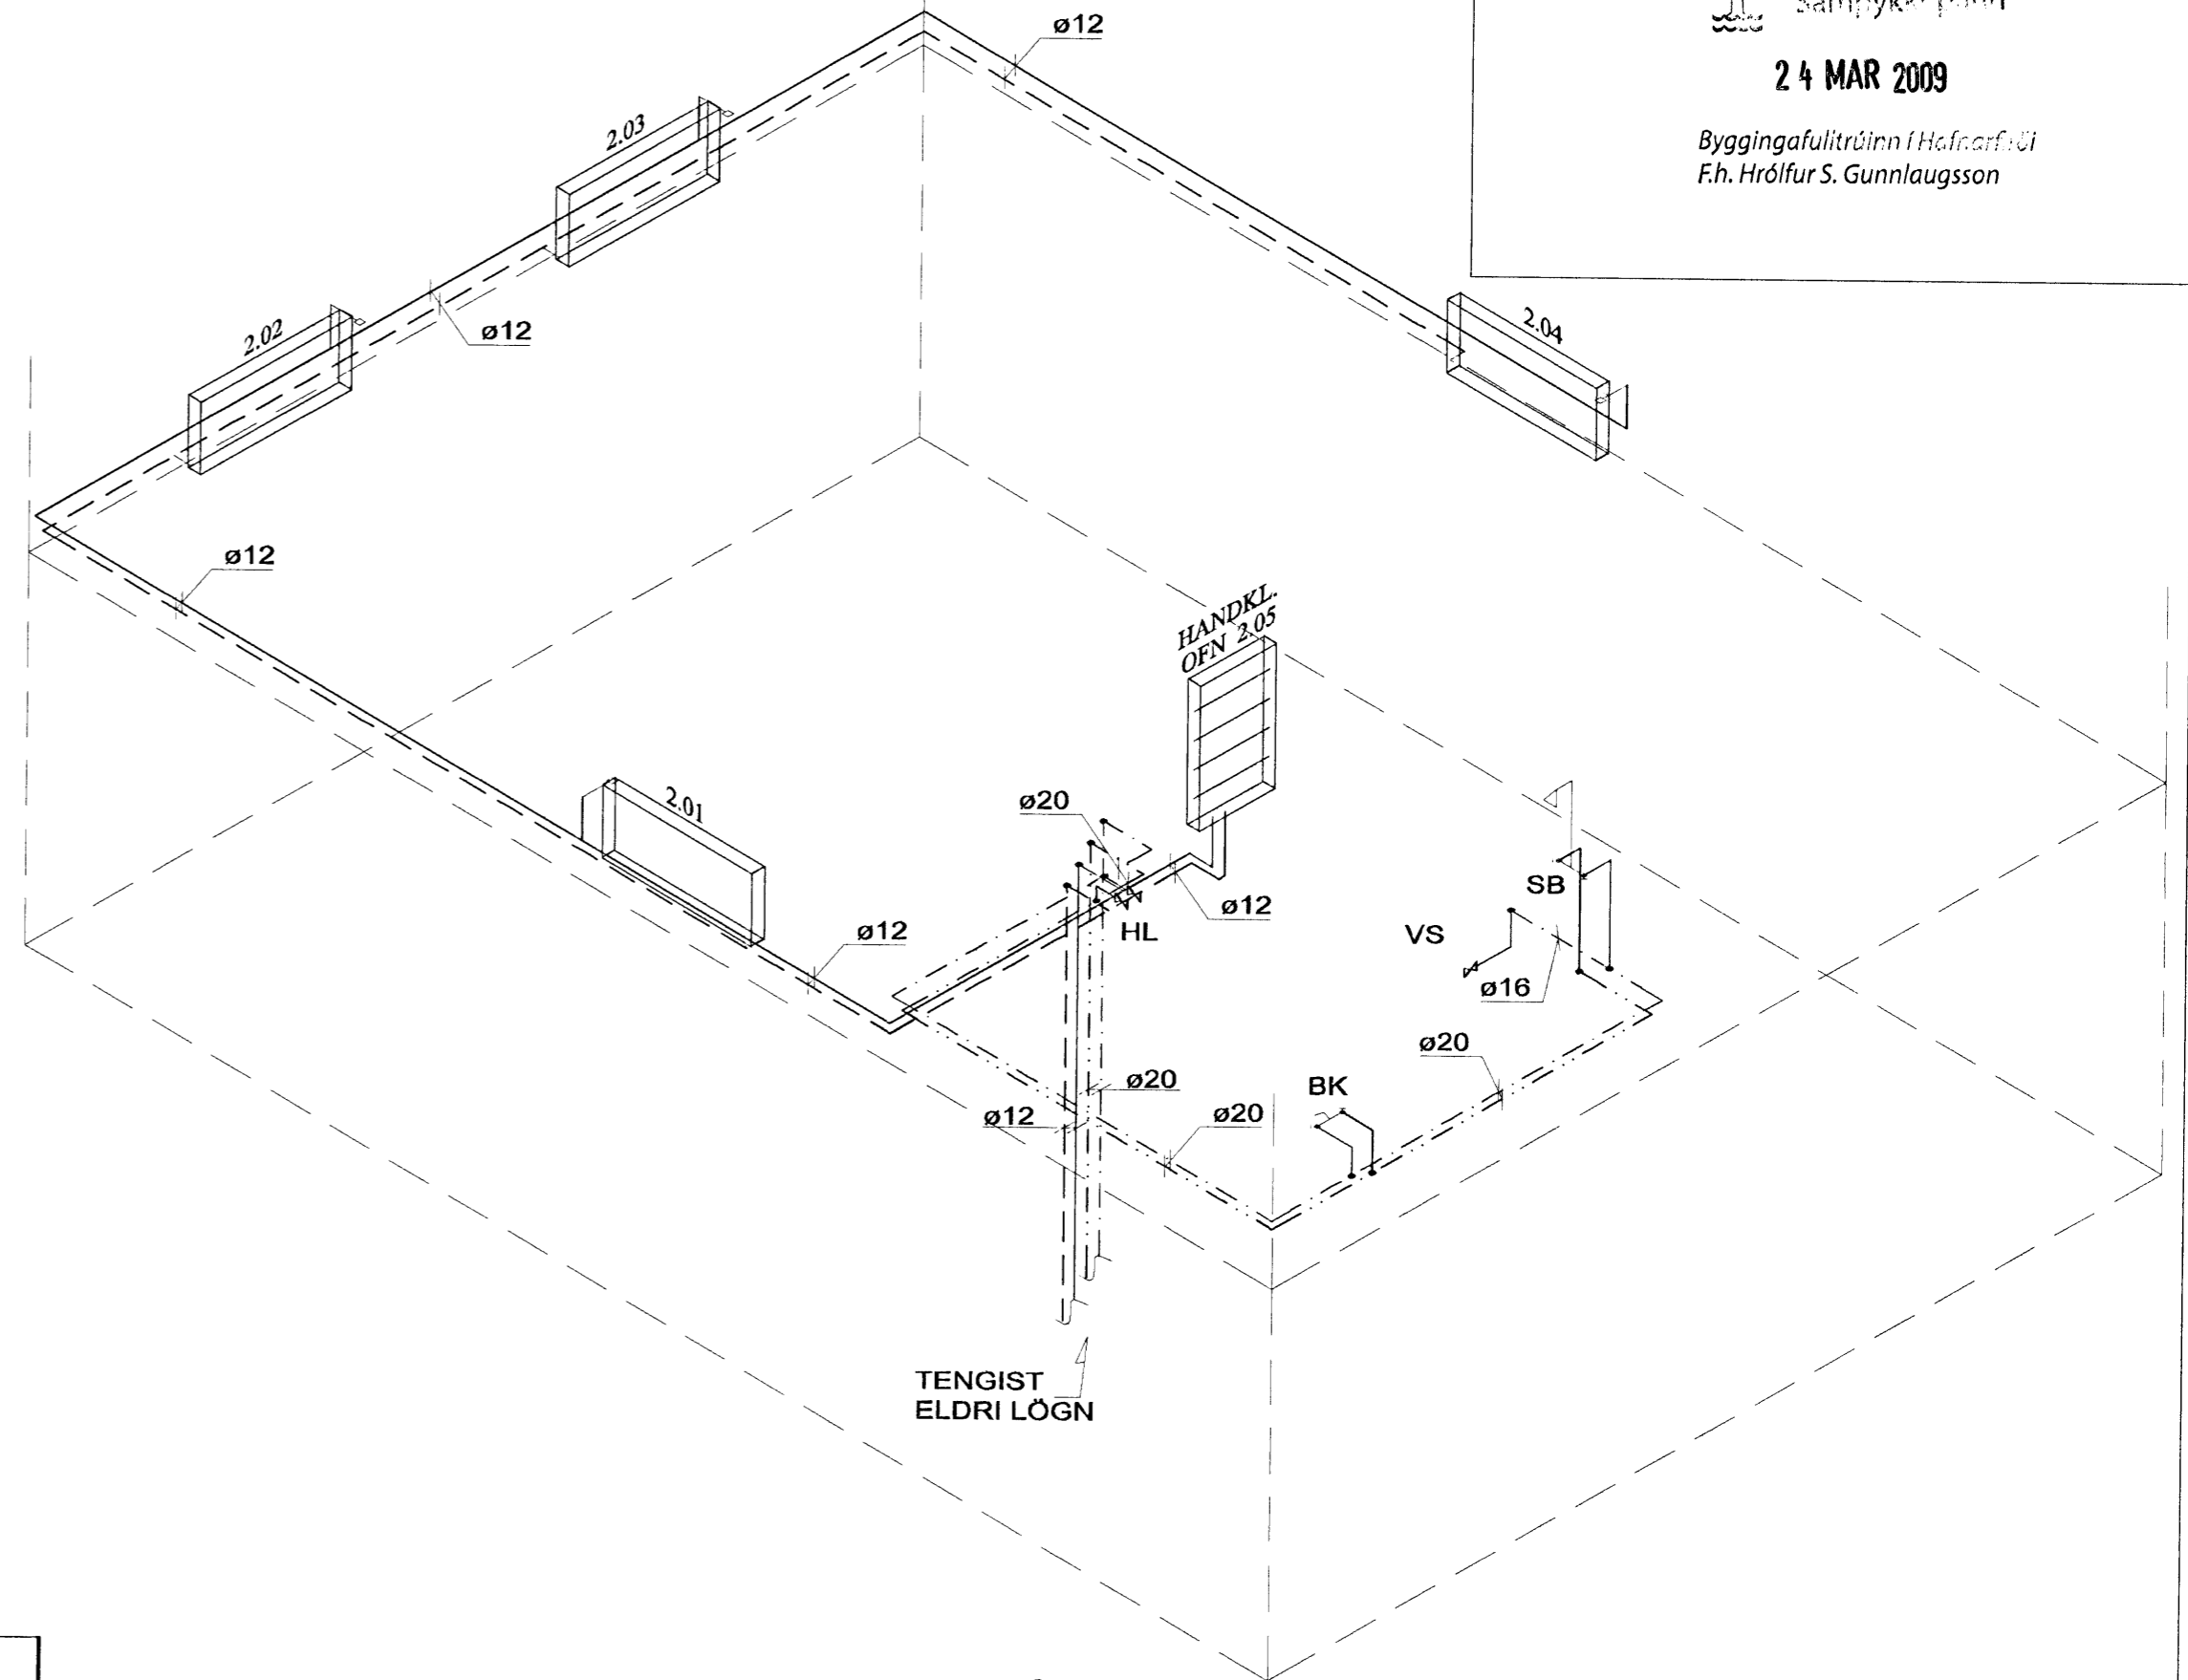 ø12
24 MAR 2009
Byggingafulltrúinn í Hafnarfirði
F.h. Hrólfur S. Gunnlaugsson
2.03
ø12
2.02
2.04
ø12
HANDKL.
OFN 2.05
2.01
ø20
ø12
HL
ø12
SB
VS
ø16
ø20
BK
ø20
ø20
ø12
TENGIST
ELDRI LÖGN